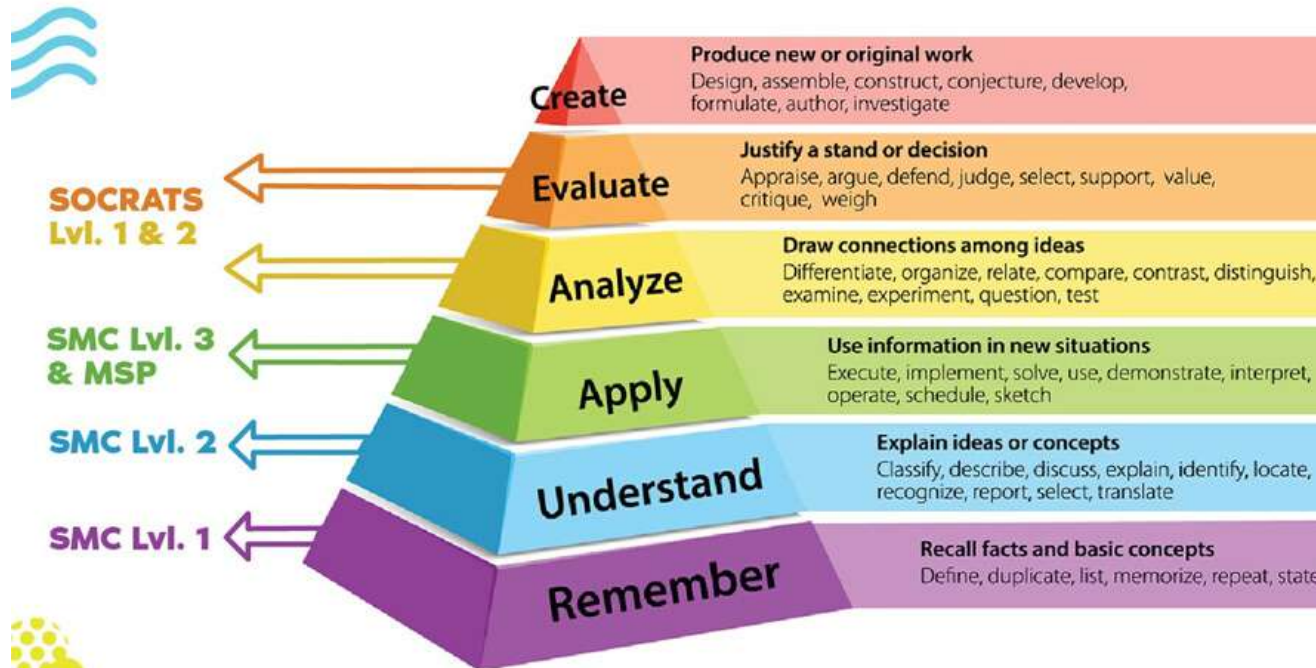 Create
Produce new or original work
Design, assemble, construct, conjecture, develop,
formulate, author, investigate
SOCRATS
Lvl. 1 & 2
Evaluate
Justify a stand or decision
Appraise, argue, defend, judge, select, support, value,
critique, weigh
Analyze
Draw connections among ideas
Differentiate, organize, relate, compare, contrast, distinguish,
examine, experiment, question, test
SMC Lvl. 3
& MSP
Apply
Use information in new situations
Execute, implement, solve, use, demonstrate, interpret,
operate, schedule, sketch
SMC Lvl. 2
Understand
Explain ideas or concepts
Classify, describe, discuss, explain, identify, locate,
recognize, report, select, translate
SMC Lvl. 1
Remember
Recall facts and basic concepts
Define, duplicate, list, memorize, repeat, state